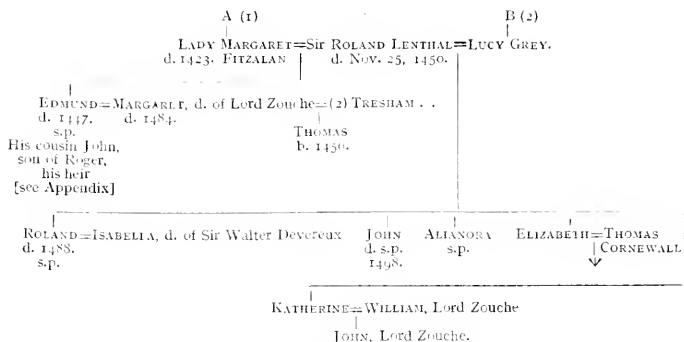 A (1) B (2)
LADY MARGARET=SIR ROLAND LENTHAL=LUCY GREY.
d. 1423. FITZALAN d. Nov. 25, 1450.
EDMUND=MARGARET, d. of Lord Zouche=(2) TRESHAM . .
d. 1447. d. 1484.
s.p. THOMAS
His cousin John, b. 1450.
son of Roger,
his heir
[see Appendix]
ROLAND=ISABELLA, d. of Sir Walter Devereux JOHN ALIANORA ELIZABETH=THOMAS
d. 1488. d. s.p. s.p. CORNEWALL
s.p. 1498.
KATHERINE=WILLIAM, Lord Zouche
JOHN, Lord Zouche.